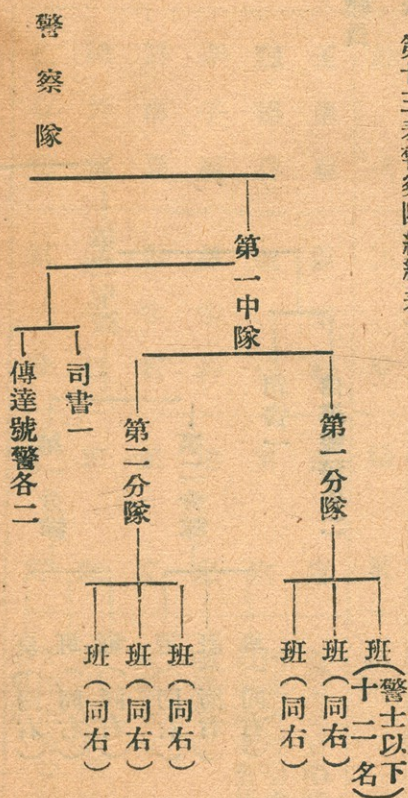 警察隊
第一中隊
第一分隊
班（警士以下十二名）
班（同右）
班（同右）
第二分隊
班（同右）
班（同右）
班（同右）
司書一
傳達號警各二